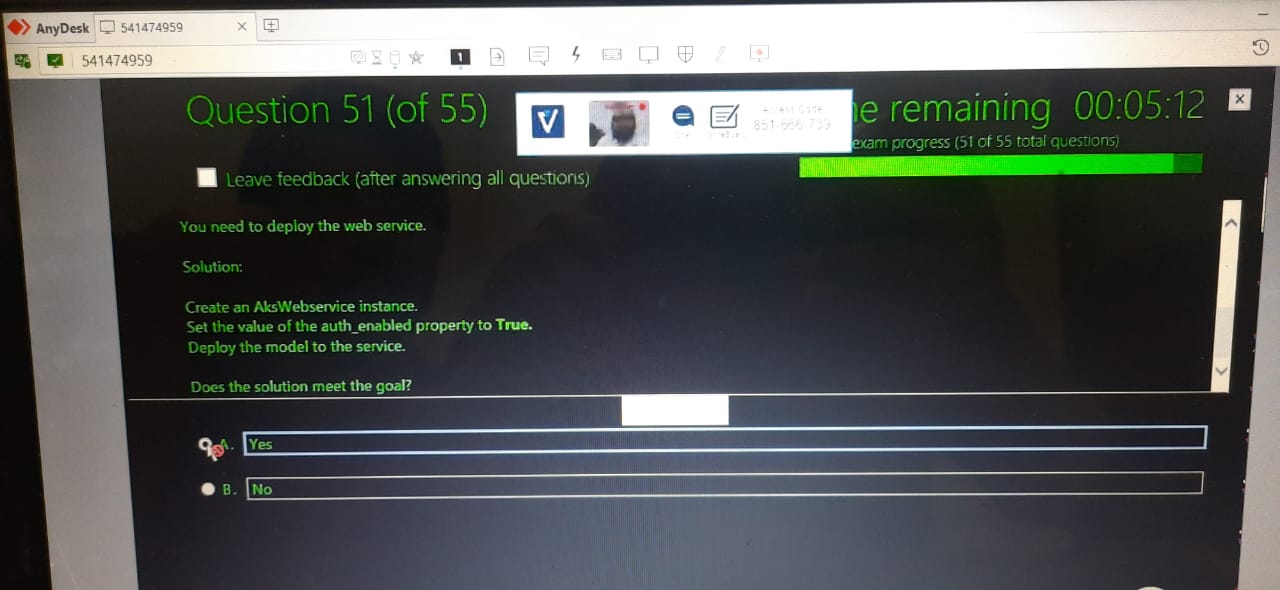 AnyDesk
541474959
541474959
1
Question 51 (of 55)
Access Code
851-666-739
e remaining 00:05:12
exam progress (51 of 55 total questions)
Leave feedback (after answering all questions)
You need to deploy the web service.
Solution:
Create an AksWebservice instance.
Set the value of the auth_enabled property to True.
Deploy the model to the service.
Does the solution meet the goal?
A. Yes
B. No